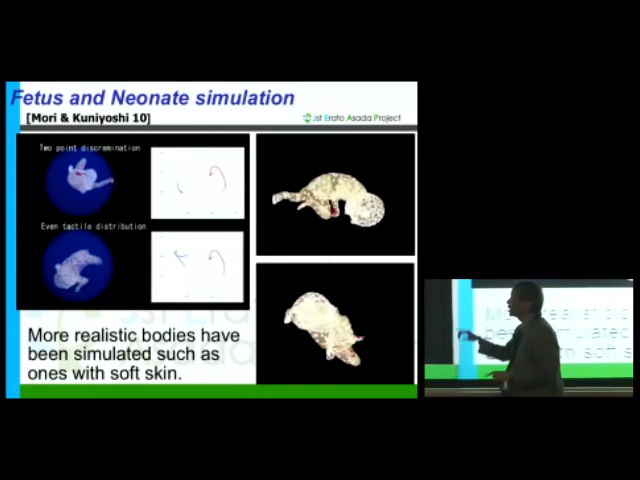 Fetus and Neonate simulation
[Mori & Kuniyoshi 10]
Jst Erato Asada Project
Two point discremination
Even tactile distribution
More realistic bodies have
been simulated such as
ones with soft skin.